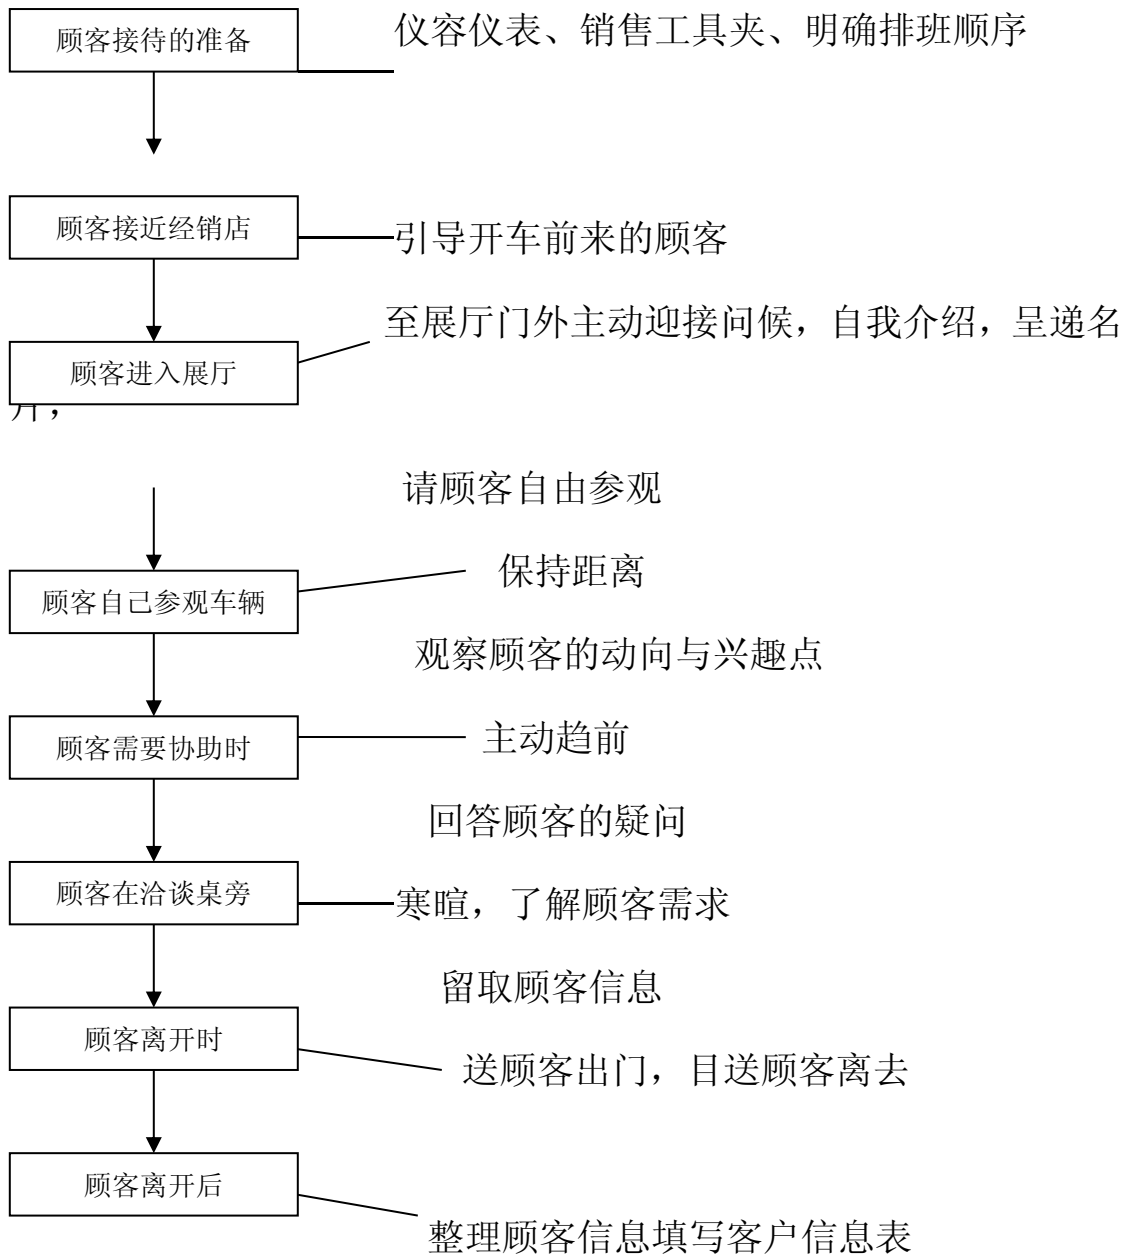 顾客接待的准备
仪容仪表、销售工具夹、明确排班顺序
顾客接近经销店
引导开车前来的顾客
至展厅门外主动迎接问候，自我介绍，呈递名
顾客进入展厅
片，
请顾客自由参观
保持距离
顾客自己参观车辆
观察顾客的动向与兴趣点
顾客需要协助时
主动趋前
回答顾客的疑问
顾客在洽谈桌旁
寒暄，了解顾客需求
留取顾客信息
顾客离开时
送顾客出门，目送顾客离去
顾客离开后
整理顾客信息填写客户信息表